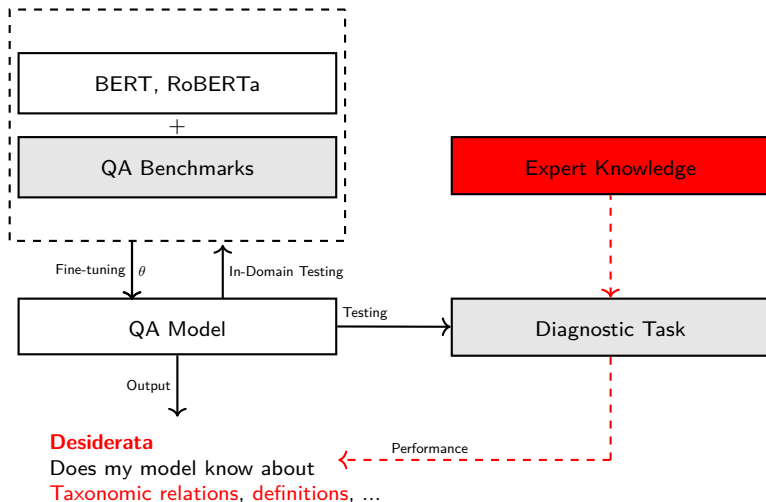 BERT, RoBERTa
+
QA Benchmarks
Expert Knowledge
Fine-tuning θ
In-Domain Testing
QA Model
Testing
Diagnostic Task
Output
Desiderata
Performance
Does my model know about
Taxonomic relations, definitions, ...